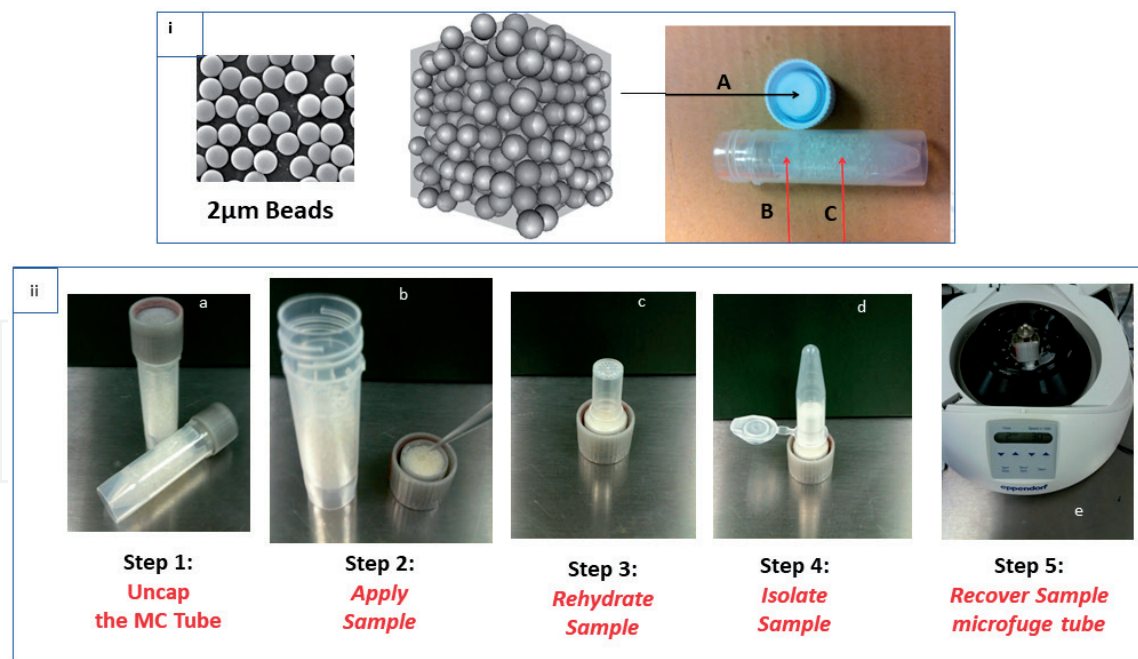 i
2µm Beads
A
B
C
ii
a
b
c
d
e
eppendorf
Step 1:
Uncap
the MC Tube
Step 2:
Apply
Sample
Step 3:
Rehydrate
Sample
Step 4:
Isolate
Sample
Step 5:
Recover Sample
microfuge tube